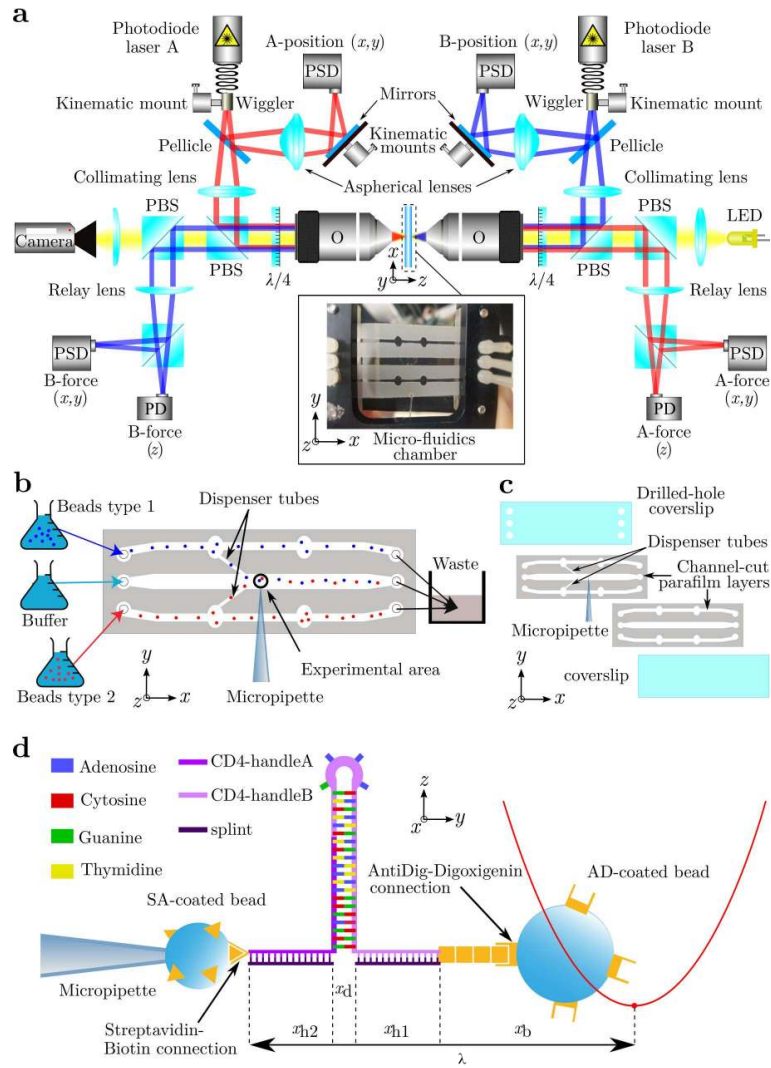 a
Photodiode
laser A
A-position (x,y)
B-position (x,y)
Photodiode
laser B
PSD
PSD
Kinematic mount
Wiggler
Mirrors
Wiggler
Kinematic mount
Kinematic
mounts
Pellicle
Pellicle
Collimating lens
Aspherical lenses
Collimating lens
PBS
PBS
LED
Camera
O
O
x
y
z
PBS
λ/4
λ/4
PBS
Relay lens
Relay lens
PSD
PSD
B-force
(x,y)
PD
B-force
(z)
A-force
(x,y)
PD
A-force
(z)
y
z
x
Micro-fluidics
chamber
b
Beads type 1
Dispenser tubes
Waste
Buffer
Experimental area
Beads type 2
y
z
x
Micropipette
c
Drilled-hole
coverslip
Dispenser tubes
Channel-cut
parafilm layers
Micropipette
y
z
x
coverslip
d
Adenosine
CD4-handleA
Cytosine
CD4-handleB
Guanine
splint
Thymidine
z
x
y
AntiDig-Digoxigenin
connection
AD-coated bead
SA-coated bead
Micropipette
Streptavidin-
Biotin connection
xd
xh2
xh1
xb
λ